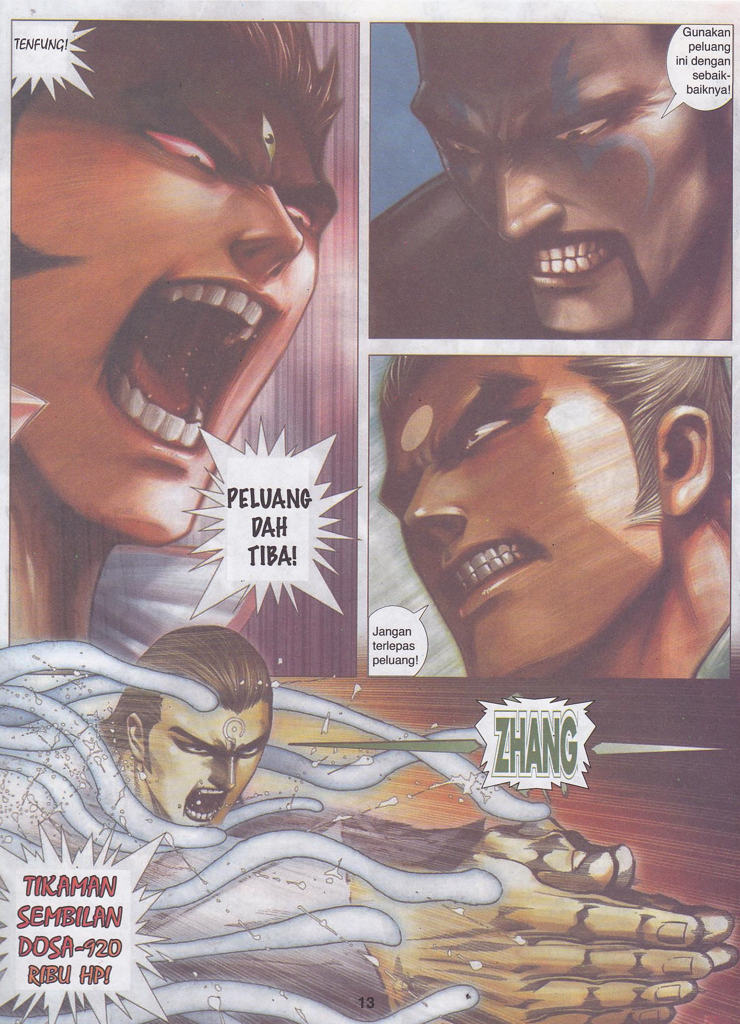 TENFUNG!
PELUANG
DAH
TIBA!
Gunakan
peluang
ini dengan
sebaik-
baiknya!
Jangan
terlepas
peluang!
ZHANG
TIKAMAN
SEMBILAN
DOSA-920
RIBU HP!
13